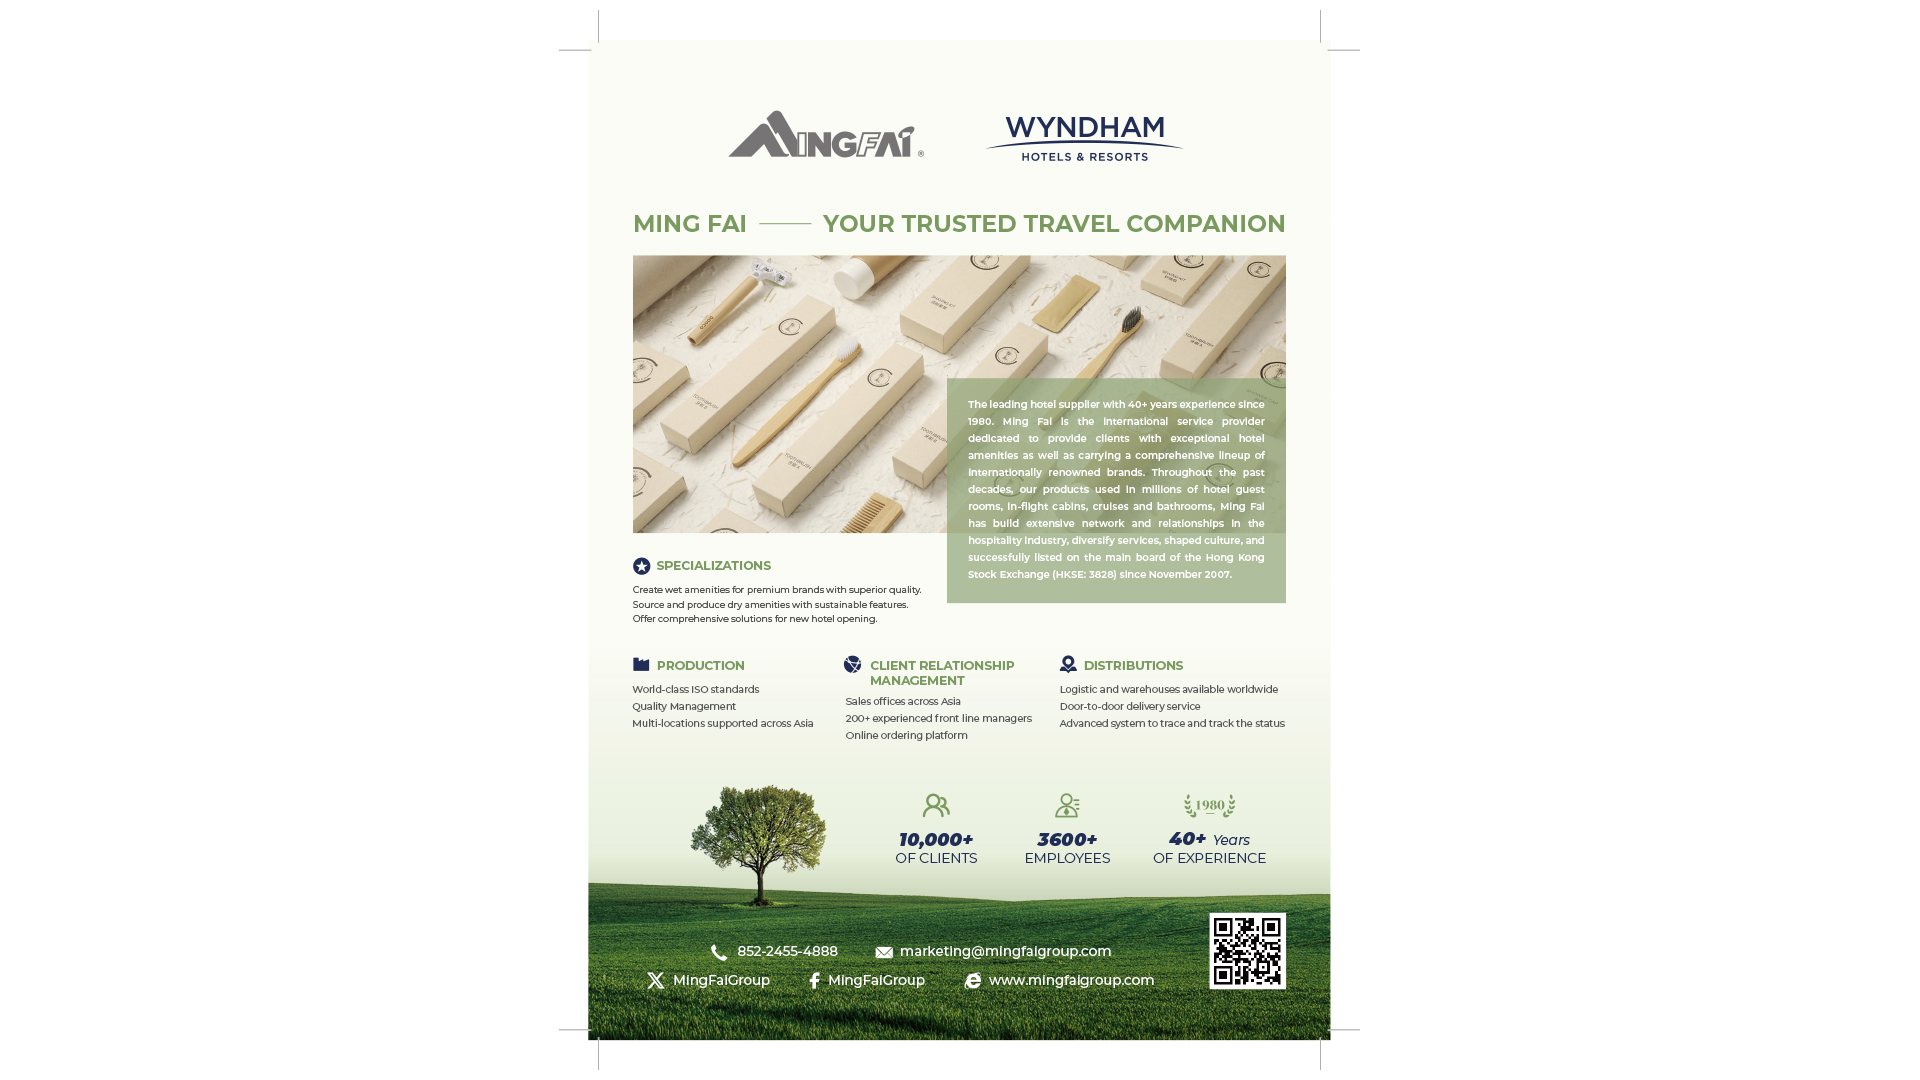 MINGFAI ®
WYNDHAM
HOTELS & RESORTS
MING FAI —— YOUR TRUSTED TRAVEL COMPANION
The leading hotel supplier with 40+ years experience since
1980. Ming Fai is the international service provider
dedicated to provide clients with exceptional hotel
amenities as well as carrying a comprehensive lineup of
internationally renowned brands. Throughout the past
decades, our products used in millions of hotel guest
rooms, in-flight cabins, cruises and bathrooms, Ming Fai
has build extensive network and relationships in the
hospitality industry, diversify services, shaped culture, and
successfully listed on the main board of the Hong Kong
Stock Exchange (HKSE: 3828) since November 2007.
SPECIALIZATIONS
Create wet amenities for premium brands with superior quality.
Source and produce dry amenities with sustainable features.
Offer comprehensive solutions for new hotel opening.
PRODUCTION
World-class ISO standards
Quality Management
Multi-locations supported across Asia
CLIENT RELATIONSHIP
MANAGEMENT
Sales offices across Asia
200+ experienced front line managers
Online ordering platform
DISTRIBUTIONS
Logistic and warehouses available worldwide
Door-to-door delivery service
Advanced system to trace and track the status
10,000+
OF CLIENTS
3600+
EMPLOYEES
1980
40+ Years
OF EXPERIENCE
852-2455-4888
marketing@mingfaigroup.com
MingFaiGroup
MingFaiGroup
www.mingfaigroup.com